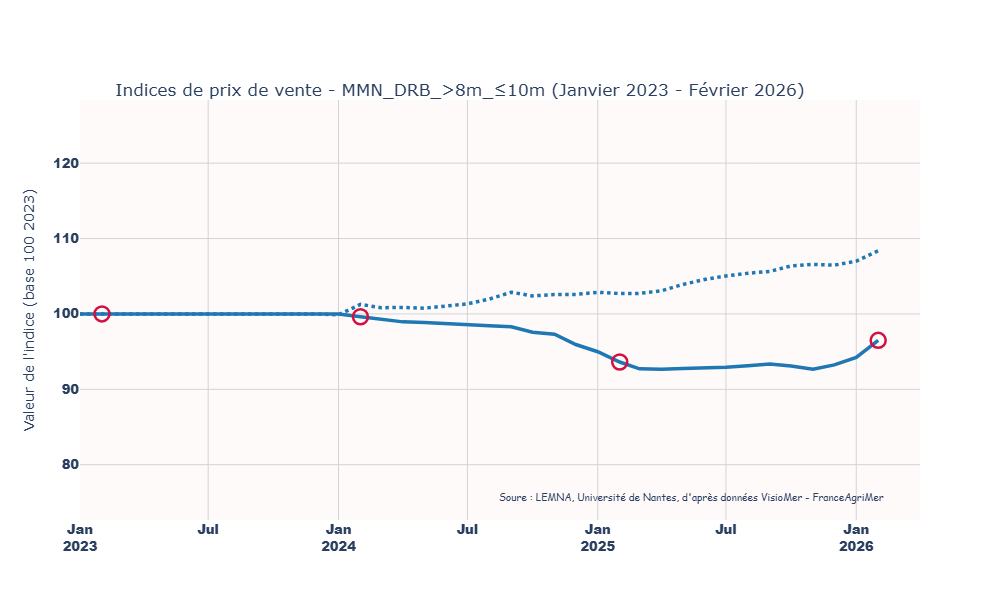 Indices de prix de vente - MMN_DRB_>8m_≤10m (Janvier 2023 - Février 2026)
Valeur de l'indice (base 100 2023)
120
110
100
90
80
Soure : LEMNA, Université de Nantes, d'après données VisioMer - FranceAgriMer
Jan
2023
Jul
Jan
2024
Jul
Jan
2025
Jul
Jan
2026